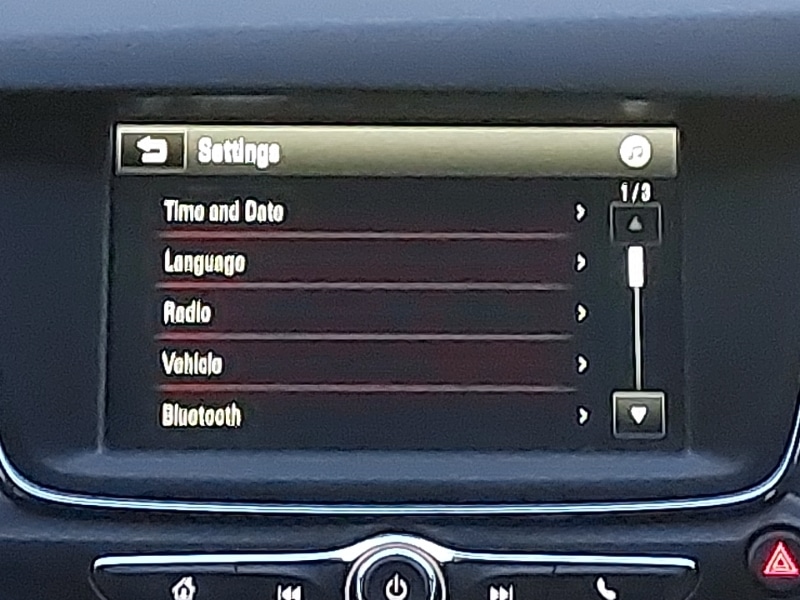 Settings
1/3
Time and Date
Language
Radio
Vehicle
Bluetooth